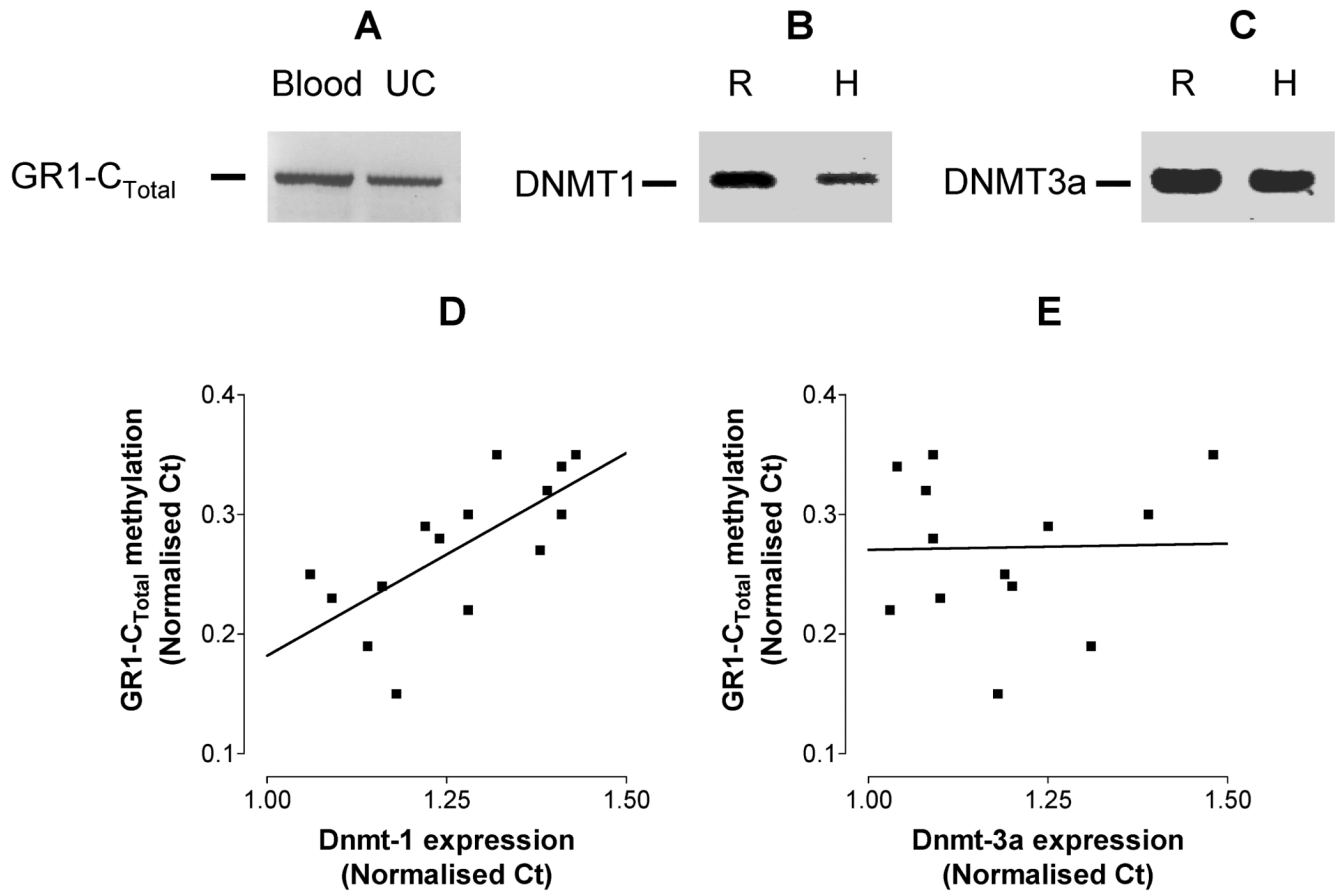 A
B
C
Blood UC
R H
R H
GR1-CTotal
DNMT1
DNMT3a
D
E
GR1-CTotal methylation
(Normalised Ct)
0.4
0.3
0.2
0.1
1.00 1.25 1.50
Dnmt-1 expression
(Normalised Ct)
GR1-CTotal methylation
(Normalised Ct)
0.4
0.3
0.2
0.1
1.00 1.25 1.50
Dnmt-3a expression
(Normalised Ct)